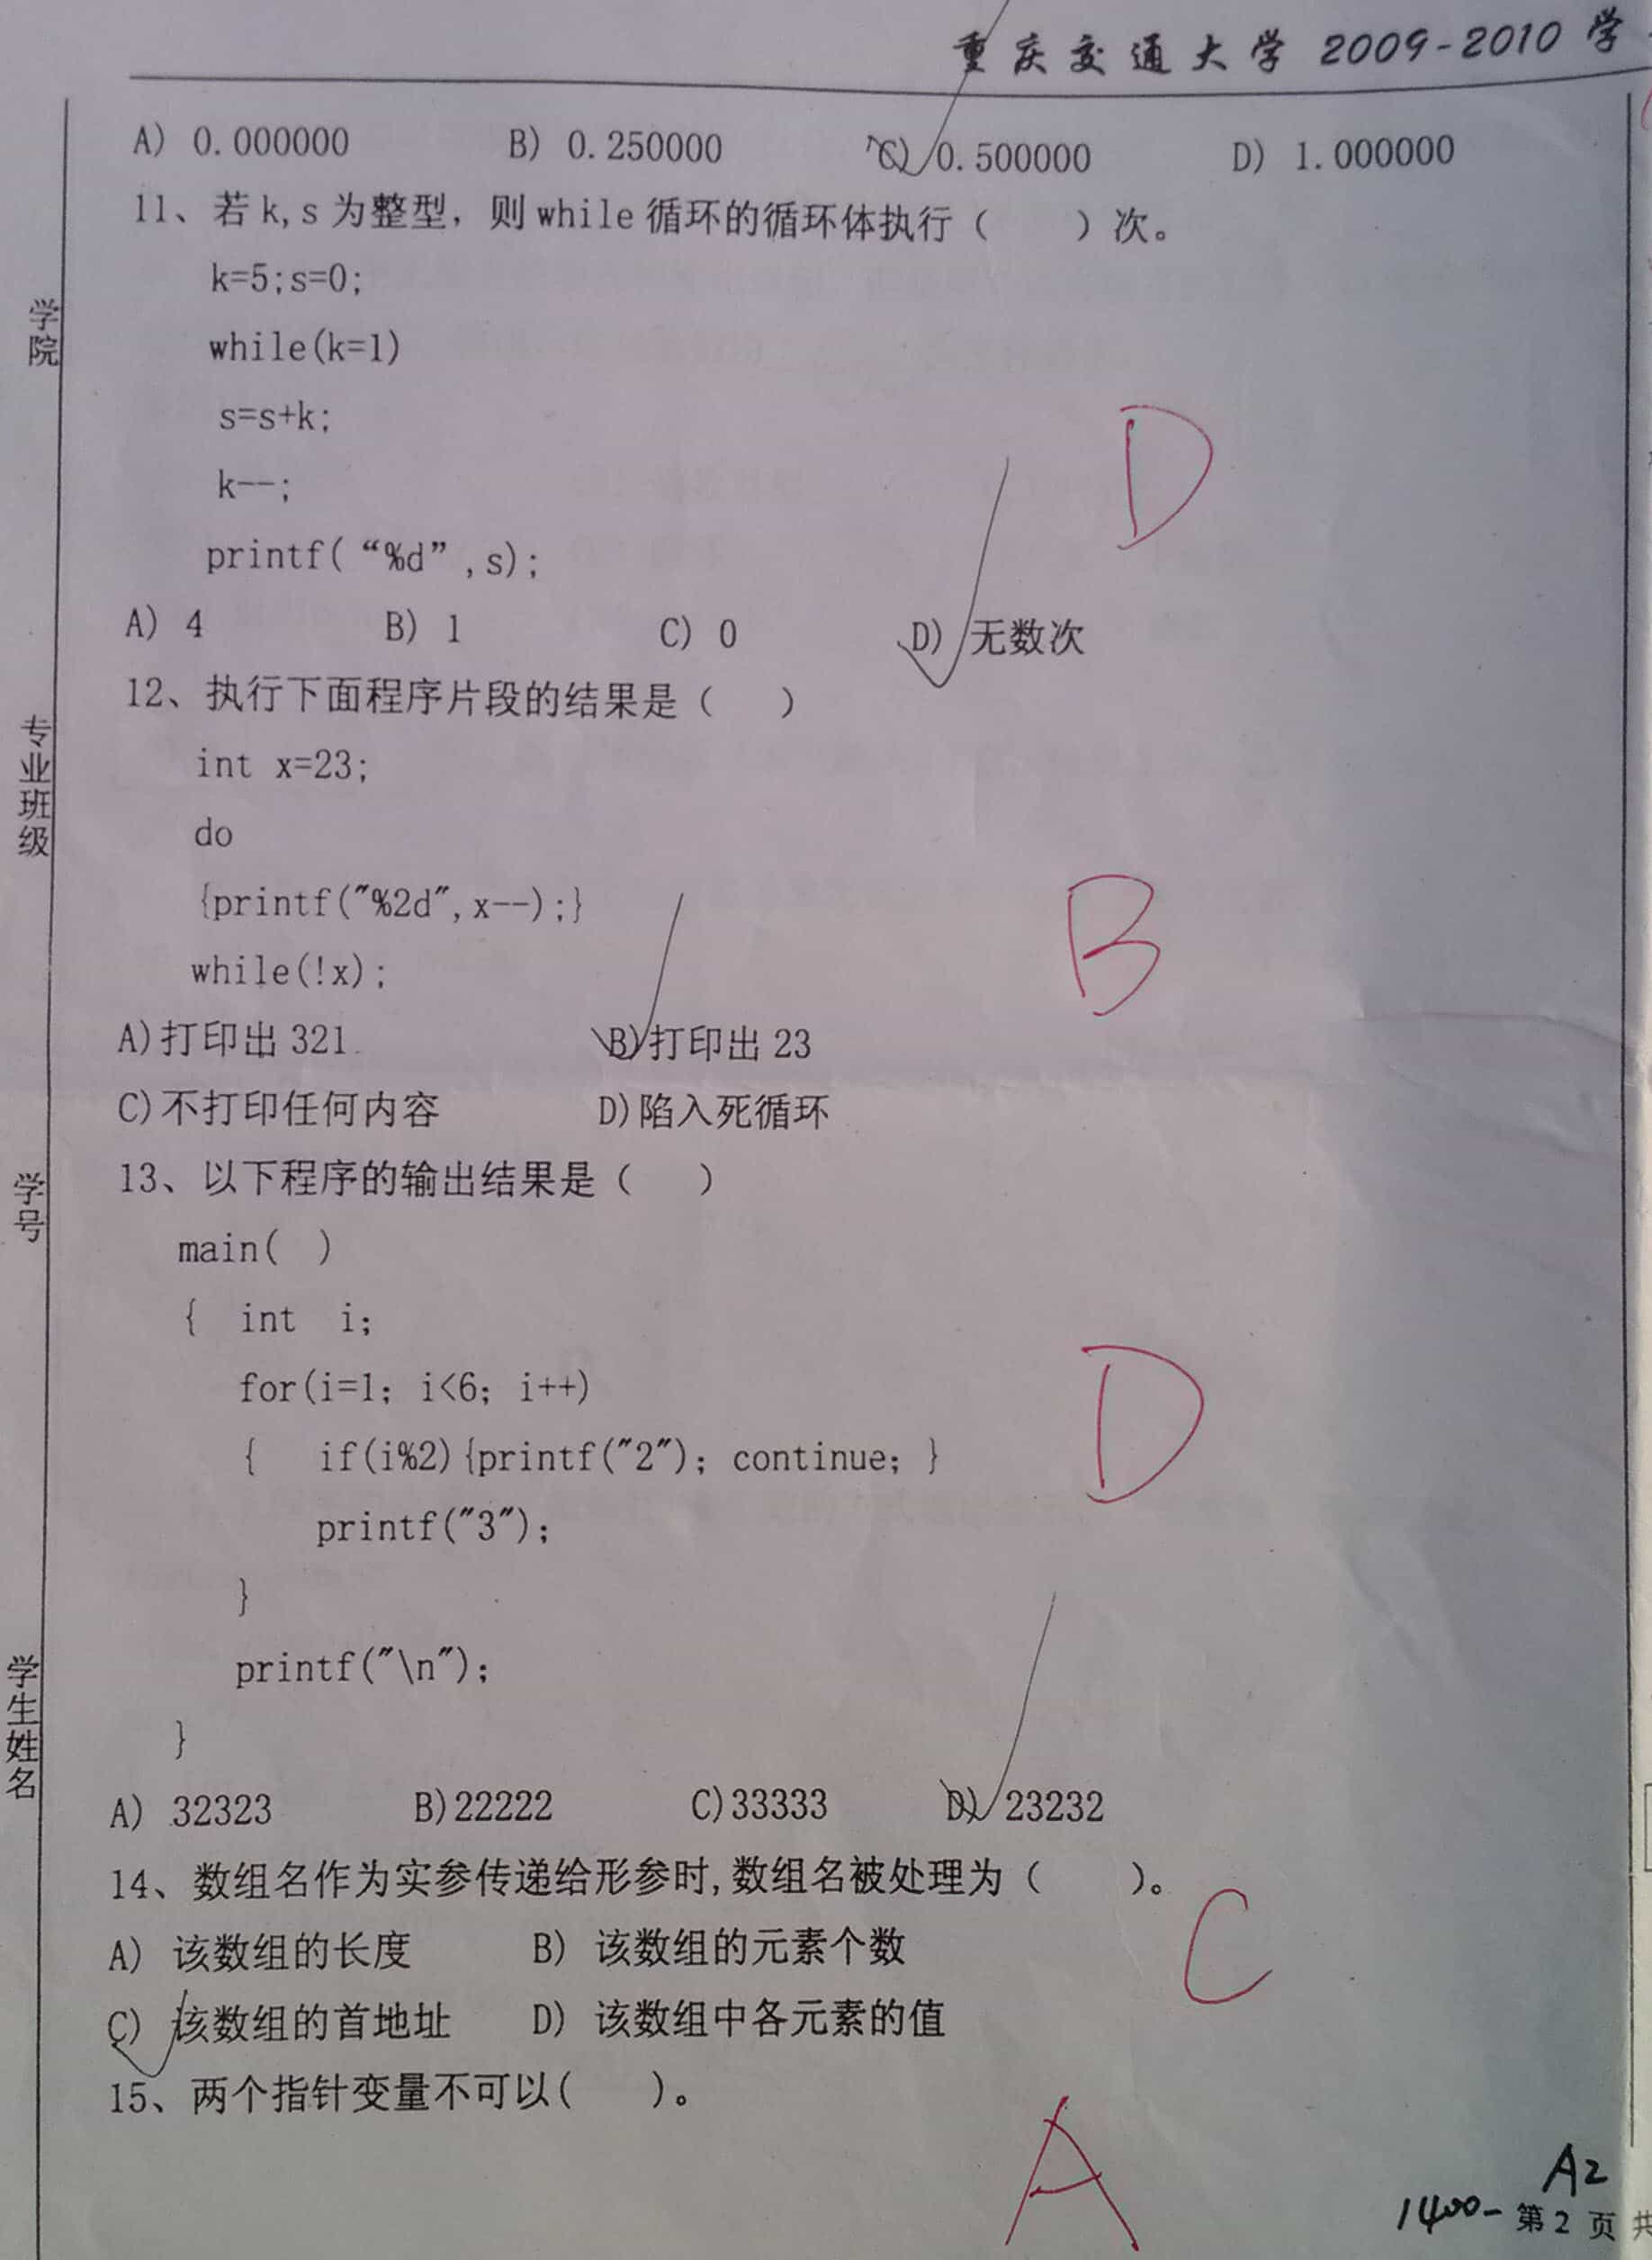 重庆交通大学 2009-2010 学
A) 0.000000 B) 0.250000 C) 0.500000 D) 1.000000
11、若 k,s 为整型，则 while 循环的循环体执行（ ）次。
k=5;s=0;
while(k=1)
s=s+k;
k--;
printf(“%d”,s);
D
A) 4 B) 1 C) 0 D) 无数次
12、执行下面程序片段的结果是（ ）
int x=23;
do
{printf("%2d",x--);}
B
while(!x);
A)打印出 321 B)打印出 23
C)不打印任何内容 D)陷入死循环
13、以下程序的输出结果是（ ）
main( )
{ int i;
for(i=1; i<6; i++)
D
{ if(i%2){printf("2"); continue; }
printf("3");
}
printf("\n");
}
A) 32323 B)22222 C)33333 D) 23232
14、数组名作为实参传递给形参时,数组名被处理为（ ）。
C
A) 该数组的长度 B) 该数组的元素个数
C) 该数组的首地址 D) 该数组中各元素的值
15、两个指针变量不可以( )。
A
A2
1400- 第 2 页 共
学院
专业班级
学号
学生姓名